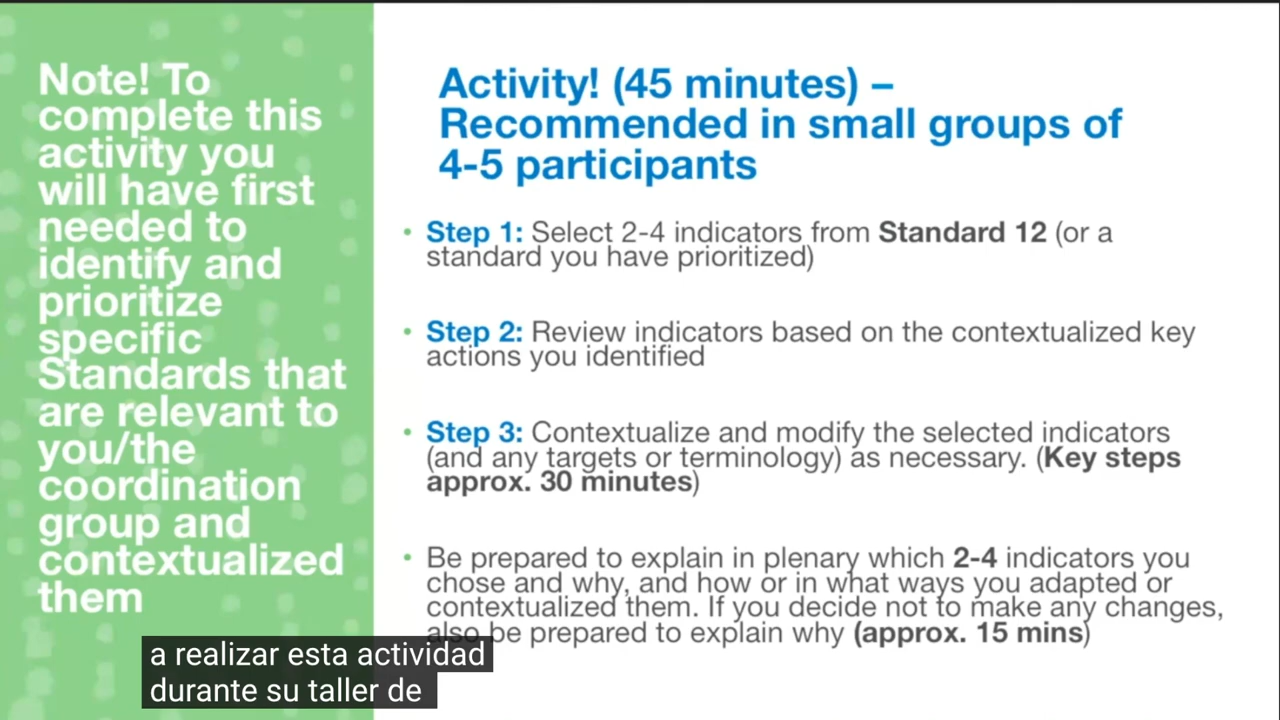 Note! To
complete this
activity you
will have first
needed to
identify and
prioritize
specific
Standards that
are relevant to
you/the
coordination
group and
contextualized
them
Activity! (45 minutes) –
Recommended in small groups of
4-5 participants
• Step 1: Select 2-4 indicators from Standard 12 (or a
standard you have prioritized)
• Step 2: Review indicators based on the contextualized key
actions you identified
• Step 3: Contextualize and modify the selected indicators
(and any targets or terminology) as necessary. (Key steps
approx. 30 minutes)
• Be prepared to explain in plenary which 2-4 indicators you
chose and why, and how or in what ways you adapted or
contextualized them. If you decide not to make any changes,
also be prepared to explain why (approx. 15 mins)
a realizar esta actividad
durante su taller de